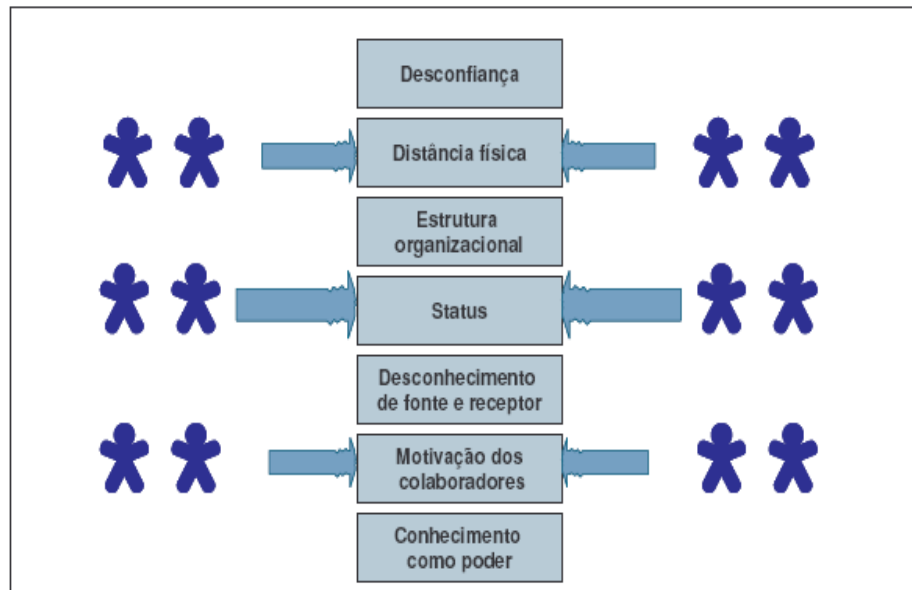 Desconfiança
Distância física
Estrutura
organizacional
Status
Desconhecimento
de fonte e receptor
Motivação dos
colaboradores
Conhecimento
como poder